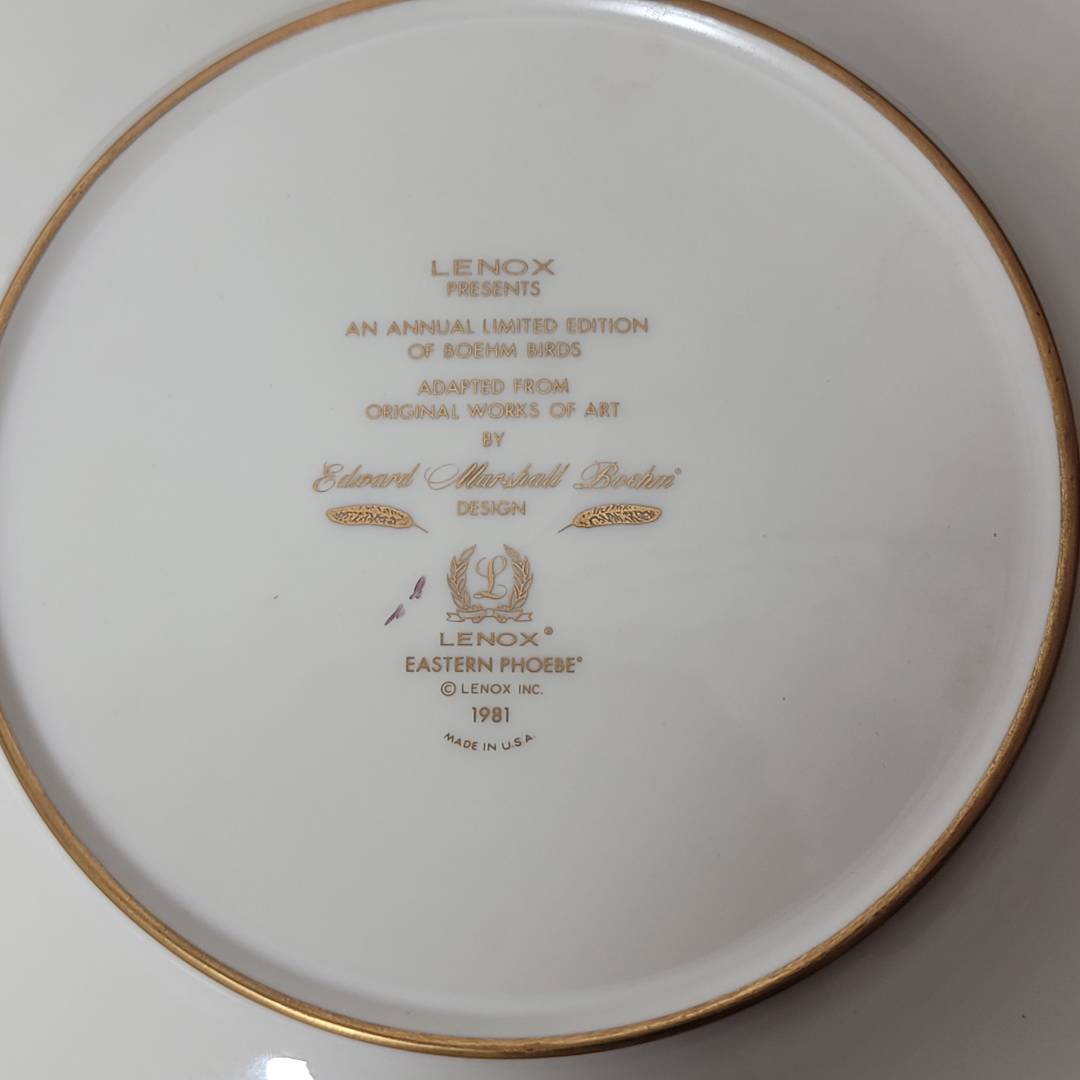 LENOX
PRESENTS
AN ANNUAL LIMITED EDITION
OF BOEHM BIRDS
ADAPTED FROM
ORIGINAL WORKS OF ART
BY
Edward Marshall Boehm®
DESIGN
L
LENOX®
EASTERN PHOEBE®
© LENOX INC.
1981
MADE IN U.S.A.